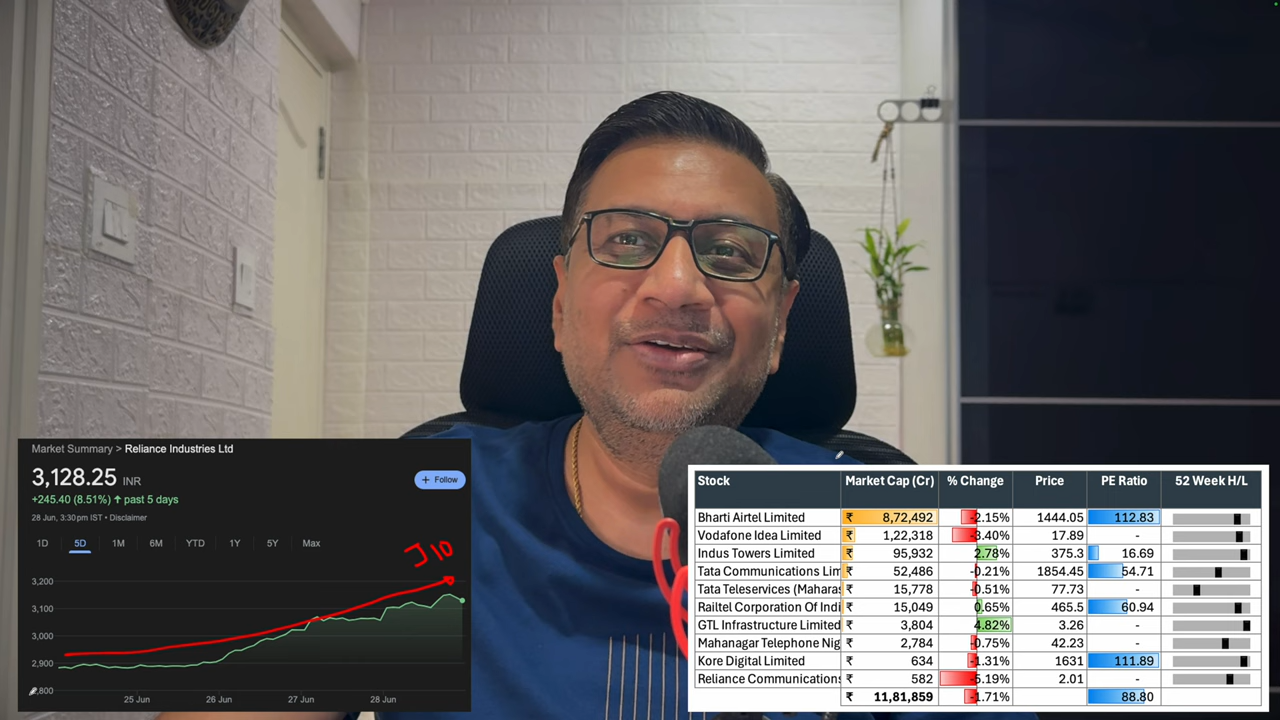 Market Summary > Reliance Industries Ltd
3,128.25 INR
+ Follow
+245.40 (8.51%) ↑ past 5 days
28 Jun, 3:30 pm IST • Disclaimer
1D 5D 1M 6M YTD 1Y 5Y Max
JIO
3,200
3,100
3,000
2,900
2,800
25 Jun 26 Jun 27 Jun 28 Jun
Stock Market Cap (Cr) % Change Price PE Ratio 52 Week H/L
Bharti Airtel Limited ₹ 8,72,492 -2.15% 1444.05 112.83
Vodafone Idea Limited ₹ 1,22,318 -3.40% 17.89 -
Indus Towers Limited ₹ 95,932 2.78% 375.3 16.69
Tata Communications Lim ₹ 52,486 -0.21% 1854.45 54.71
Tata Teleservices (Maharas ₹ 15,778 -0.51% 77.73 -
Railtel Corporation Of Indi ₹ 15,049 0.65% 465.5 60.94
GTL Infrastructure Limited ₹ 3,804 4.82% 3.26 -
Mahanagar Telephone Nig ₹ 2,784 -0.75% 42.23 -
Kore Digital Limited ₹ 634 -1.31% 1631 111.89
Reliance Communications ₹ 582 -5.19% 2.01 -
₹ 11,81,859 -1.71% 88.80